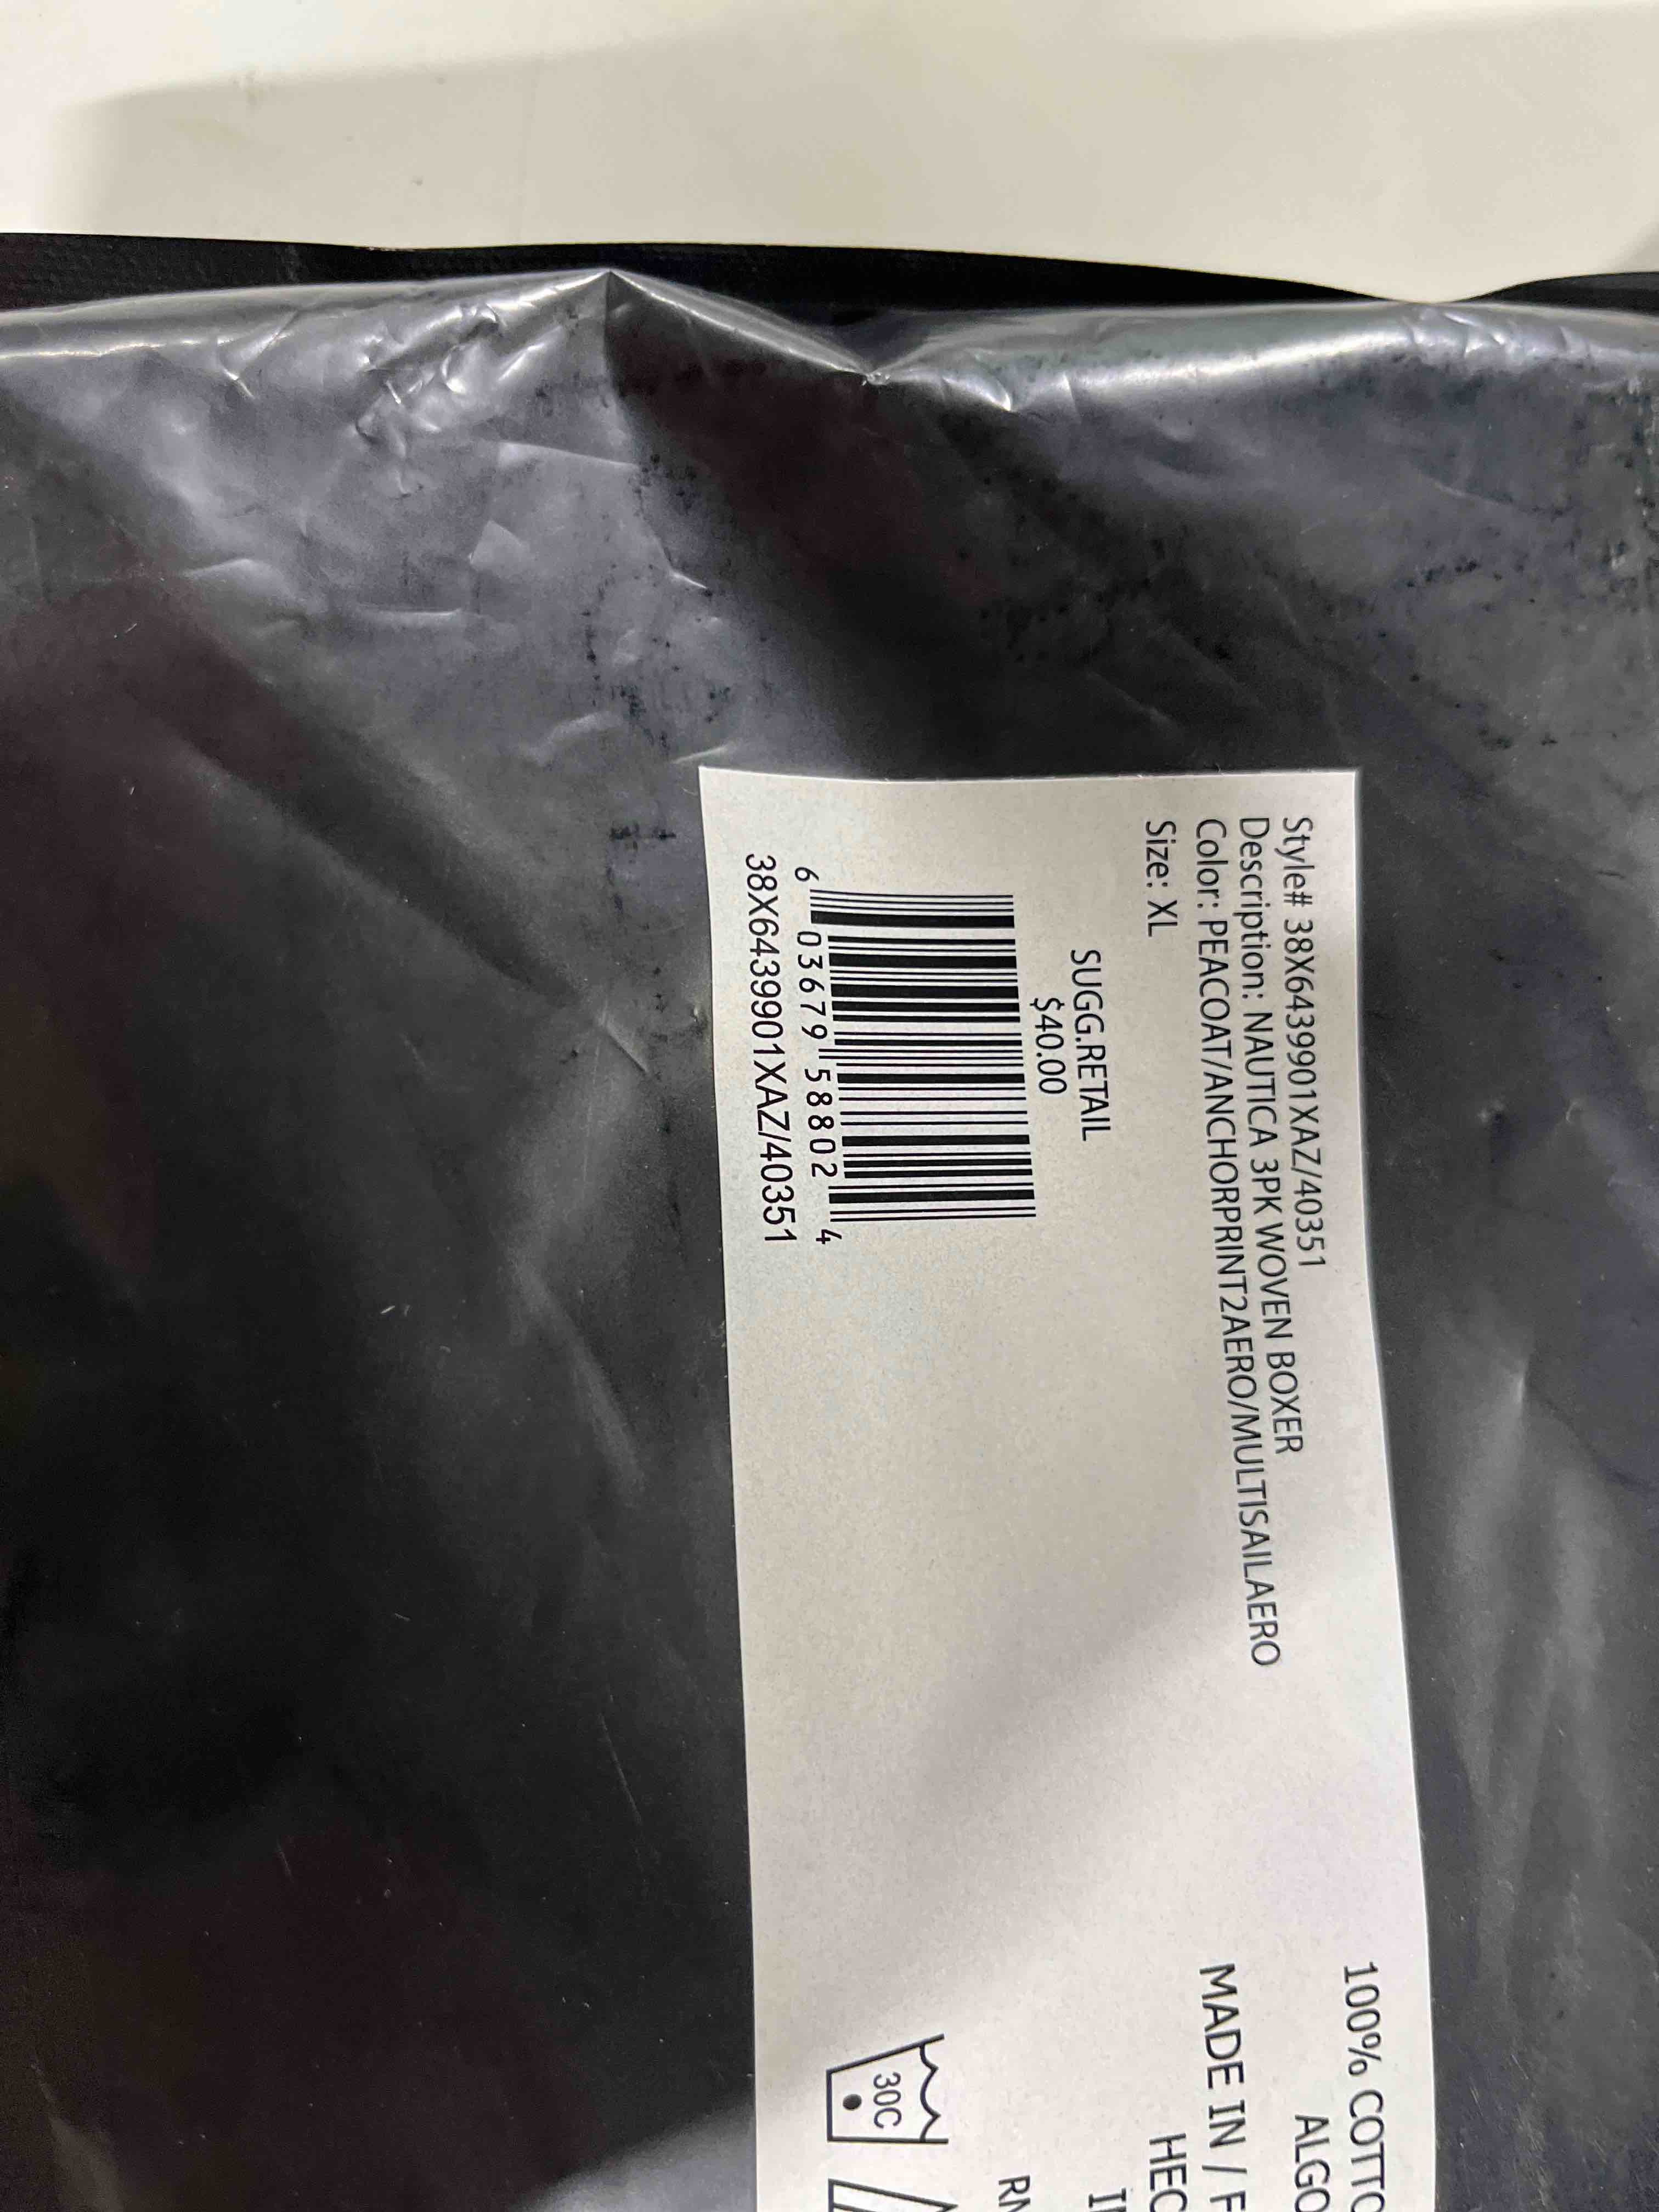 Style# 38X6439901XAZ/40351
Description: NAUTICA 3PK WOVEN BOXER
Color: PEACOAT/ANCHORPRINT2AERO/MULTISAILAERO
Size: XL
SUGG.RETAIL
$40.00
6 03679 58802 4
38X6439901XAZ/40351
100% COTTO
ALGO
MADE IN / F
HEC
RN
30C